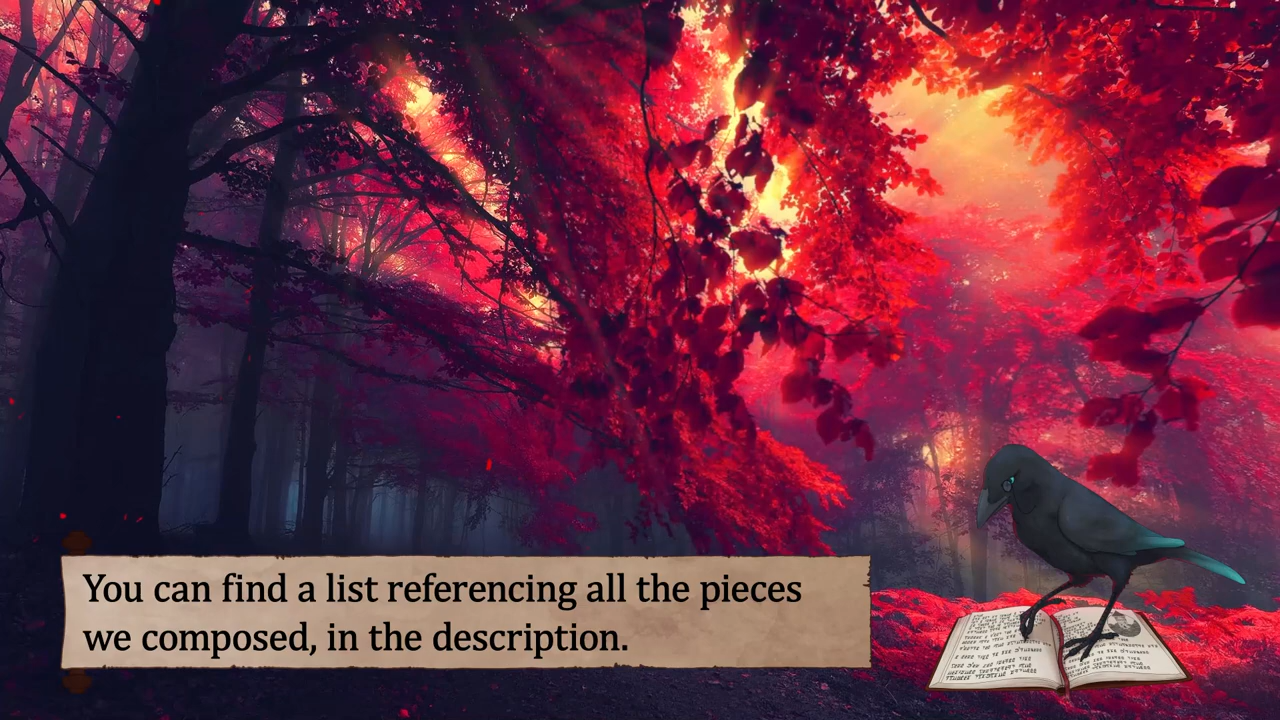 You can find a list referencing all the pieces
we composed, in the description.